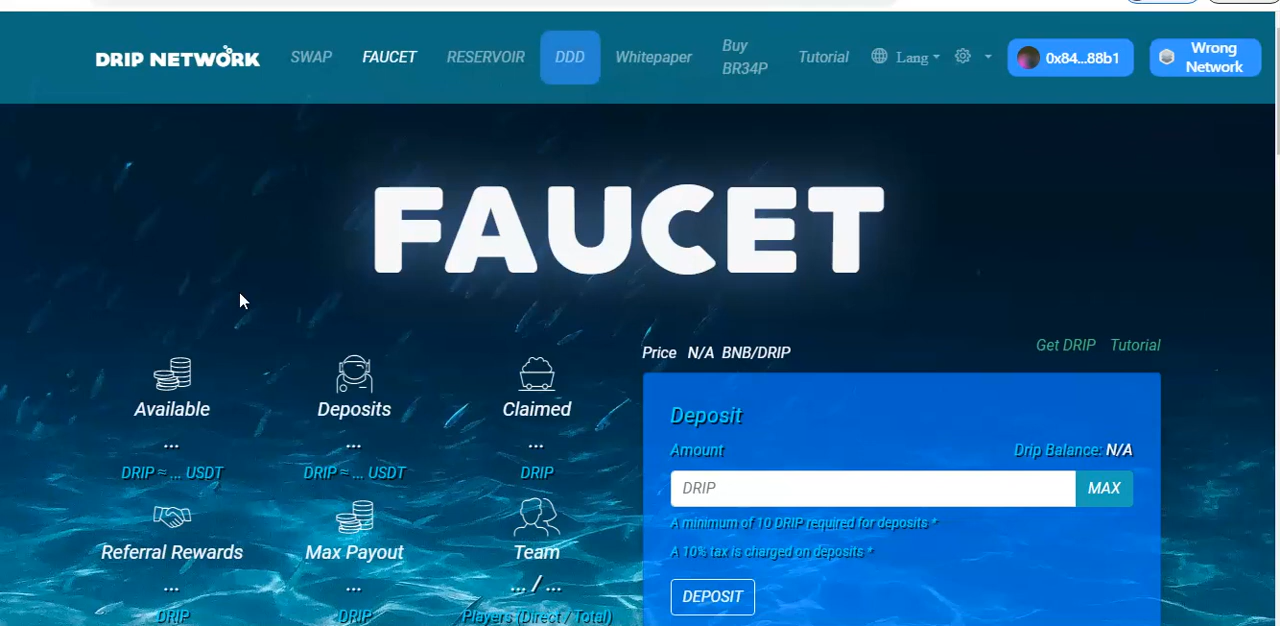 DRIP NETWORK SWAP FAUCET RESERVOIR DDD Whitepaper Buy BR34P Tutorial Lang 0x84...88b1 Wrong Network
FAUCET
Price N/A BNB/DRIP Get DRIP Tutorial
Available Deposits Claimed
... ... ...
DRIP ≈ ... USDT DRIP ≈ ... USDT DRIP
Referral Rewards Max Payout Team
... ... ... / ...
DRIP DRIP Players (Direct / Total)
Deposit
Amount Drip Balance: N/A
DRIP MAX
A minimum of 10 DRIP required for deposits *
A 10% tax is charged on deposits *
DEPOSIT